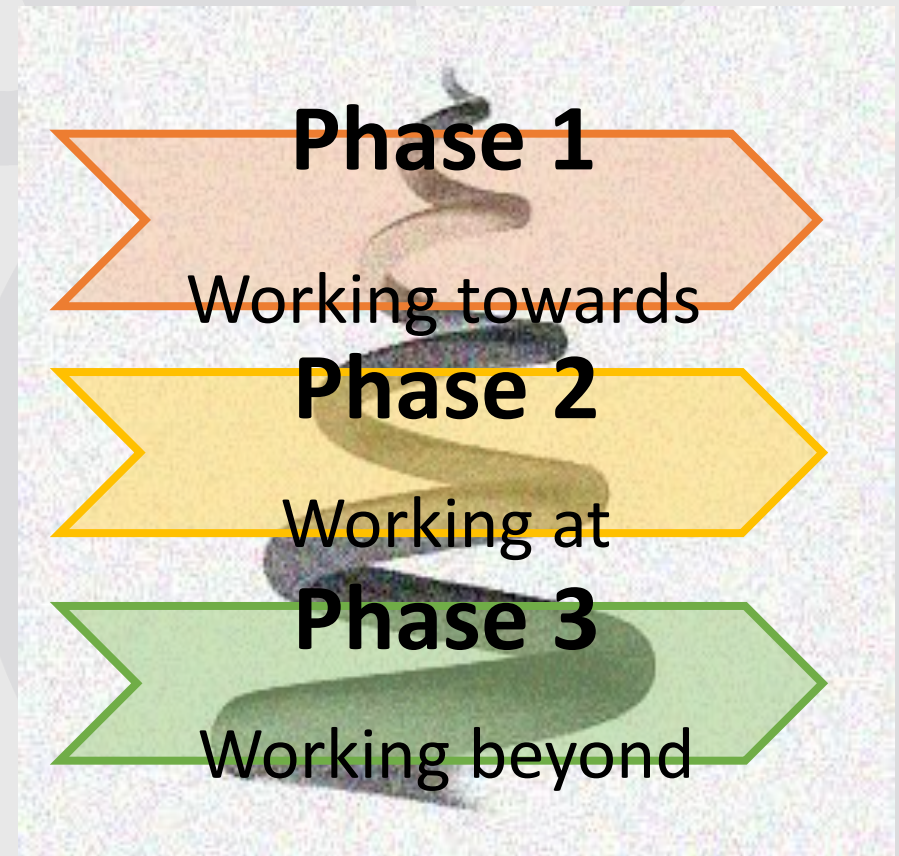 Phase 1
Working towards
Phase 2
Working at
Phase 3
Working beyond